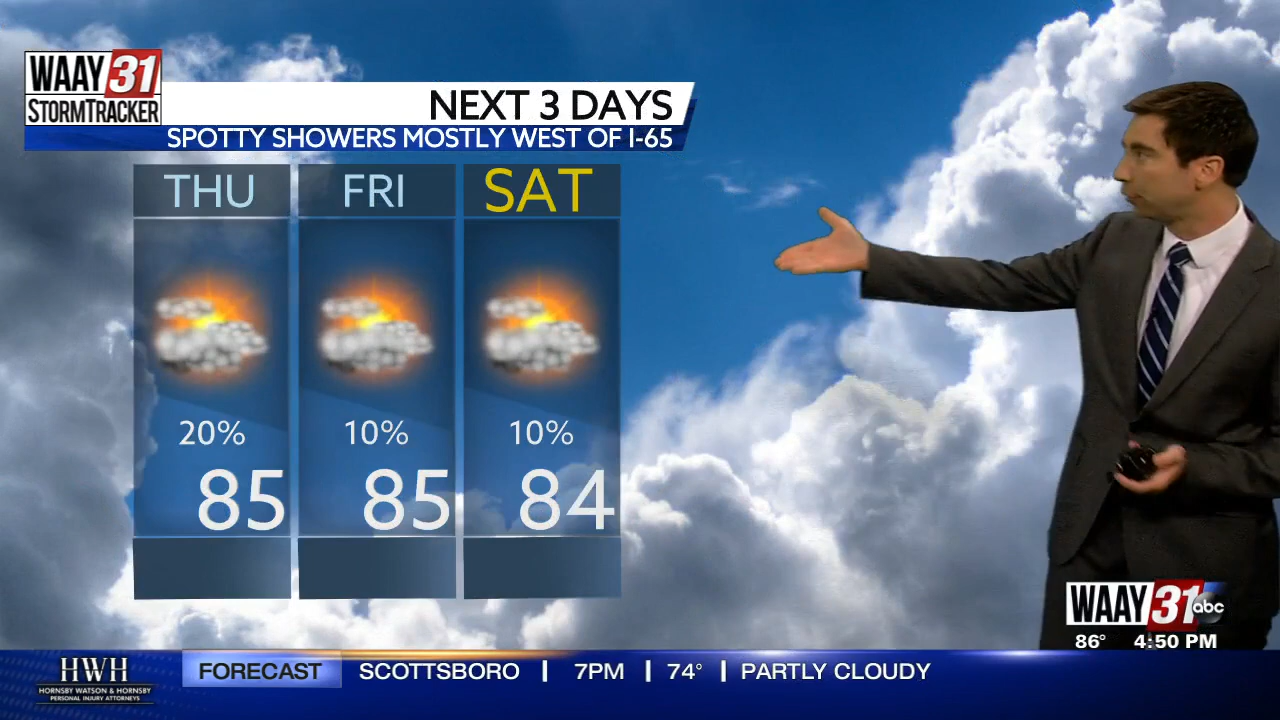 WAAY 31
STORMTRACKER
NEXT 3 DAYS
SPOTTY SHOWERS MOSTLY WEST OF I-65
THU FRI SAT
20% 10% 10%
85 85 84
WAAY 31 abc
86° 4:50 PM
HWH
HORNSBY WATSON & HORNSBY
PERSONAL INJURY ATTORNEYS
FORECAST SCOTTSBORO | 7PM | 74° | PARTLY CLOUDY